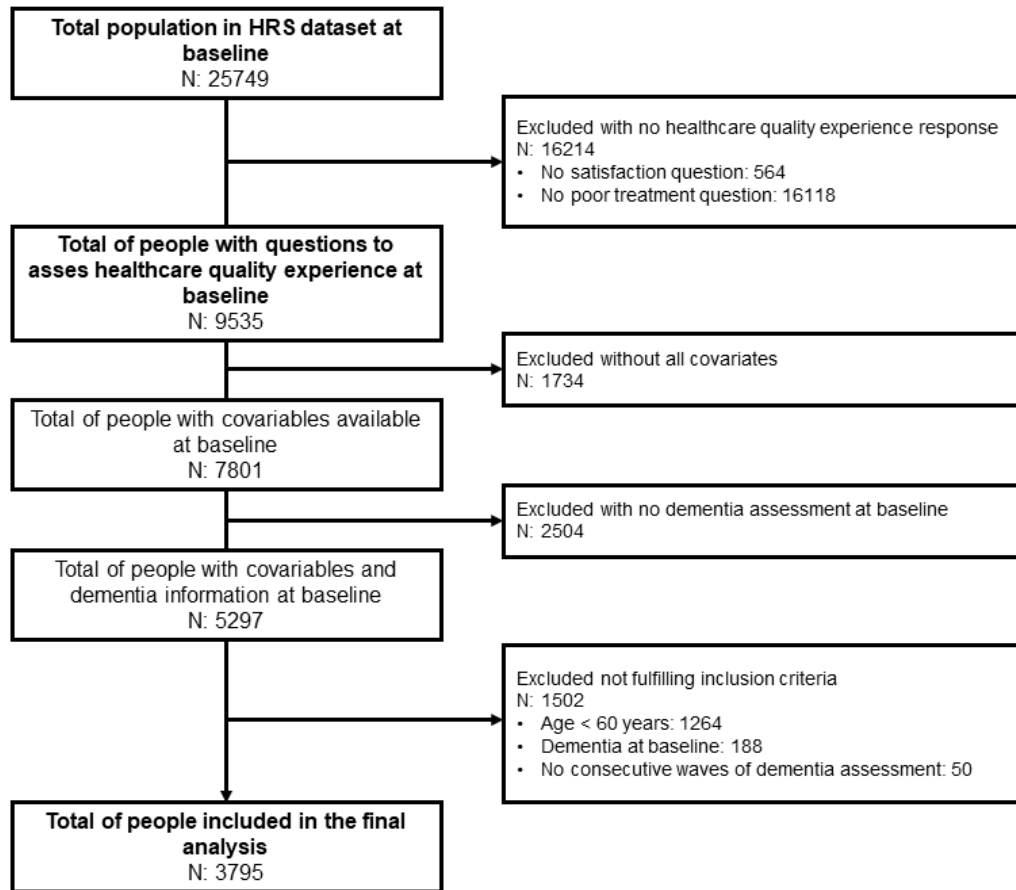 Total population in HRS dataset at
baseline
N: 25749
Excluded with no healthcare quality experience response
N: 16214
• No satisfaction question: 564
• No poor treatment question: 16118
Total of people with questions to
asses healthcare quality experience at
baseline
N: 9535
Excluded without all covariates
N: 1734
Total of people with covariables available
at baseline
N: 7801
Excluded with no dementia assessment at baseline
N: 2504
Total of people with covariables and
dementia information at baseline
N: 5297
Excluded not fulfilling inclusion criteria
N: 1502
• Age < 60 years: 1264
• Dementia at baseline: 188
• No consecutive waves of dementia assessment: 50
Total of people included in the final
analysis
N: 3795